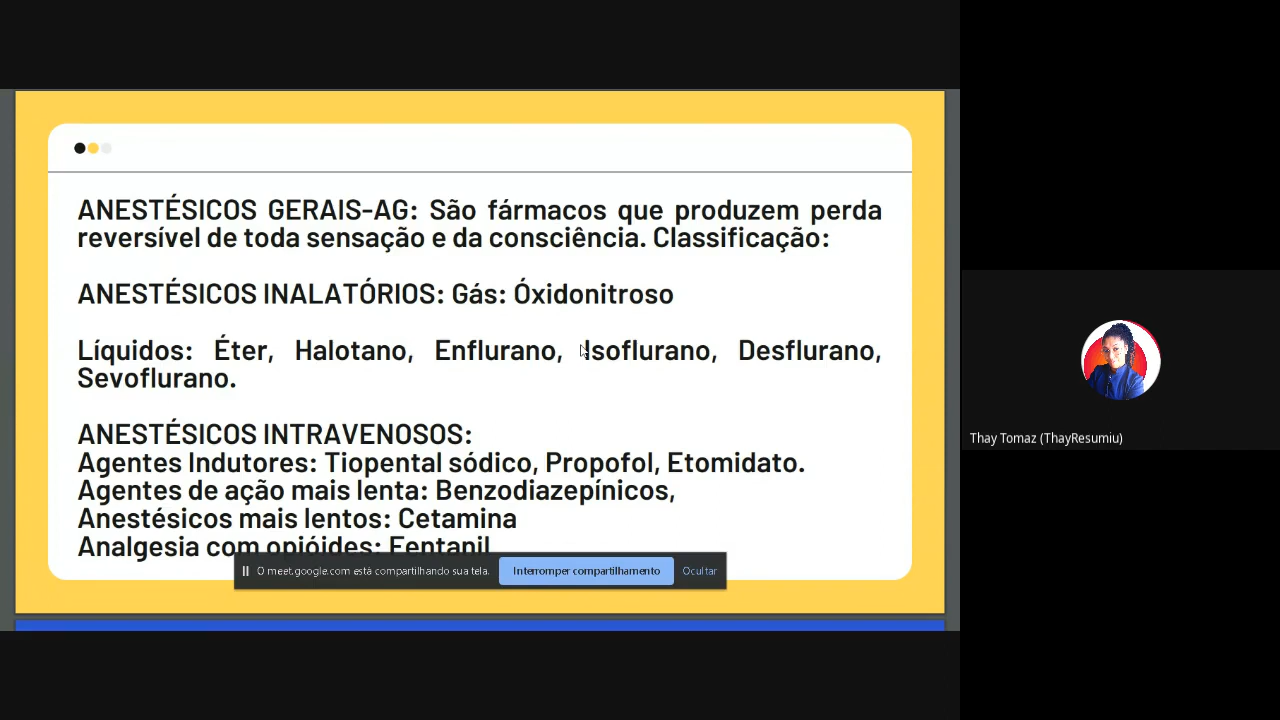 ANESTÉSICOS GERAIS-AG: São fármacos que produzem perda
reversível de toda sensação e da consciência. Classificação:
ANESTÉSICOS INALATÓRIOS: Gás: Óxidonitroso
Líquidos: Éter, Halotano, Enflurano, Isoflurano, Desflurano,
Sevoflurano.
ANESTÉSICOS INTRAVENOSOS:
Agentes Indutores: Tiopental sódico, Propofol, Etomidato.
Agentes de ação mais lenta: Benzodiazepínicos,
Anestésicos mais lentos: Cetamina
Analgesia com opióides: Fentanil
O meet.google.com está compartilhando sua tela.
Interromper compartilhamento
Ocultar
Thay Tomaz (ThayResumiu)